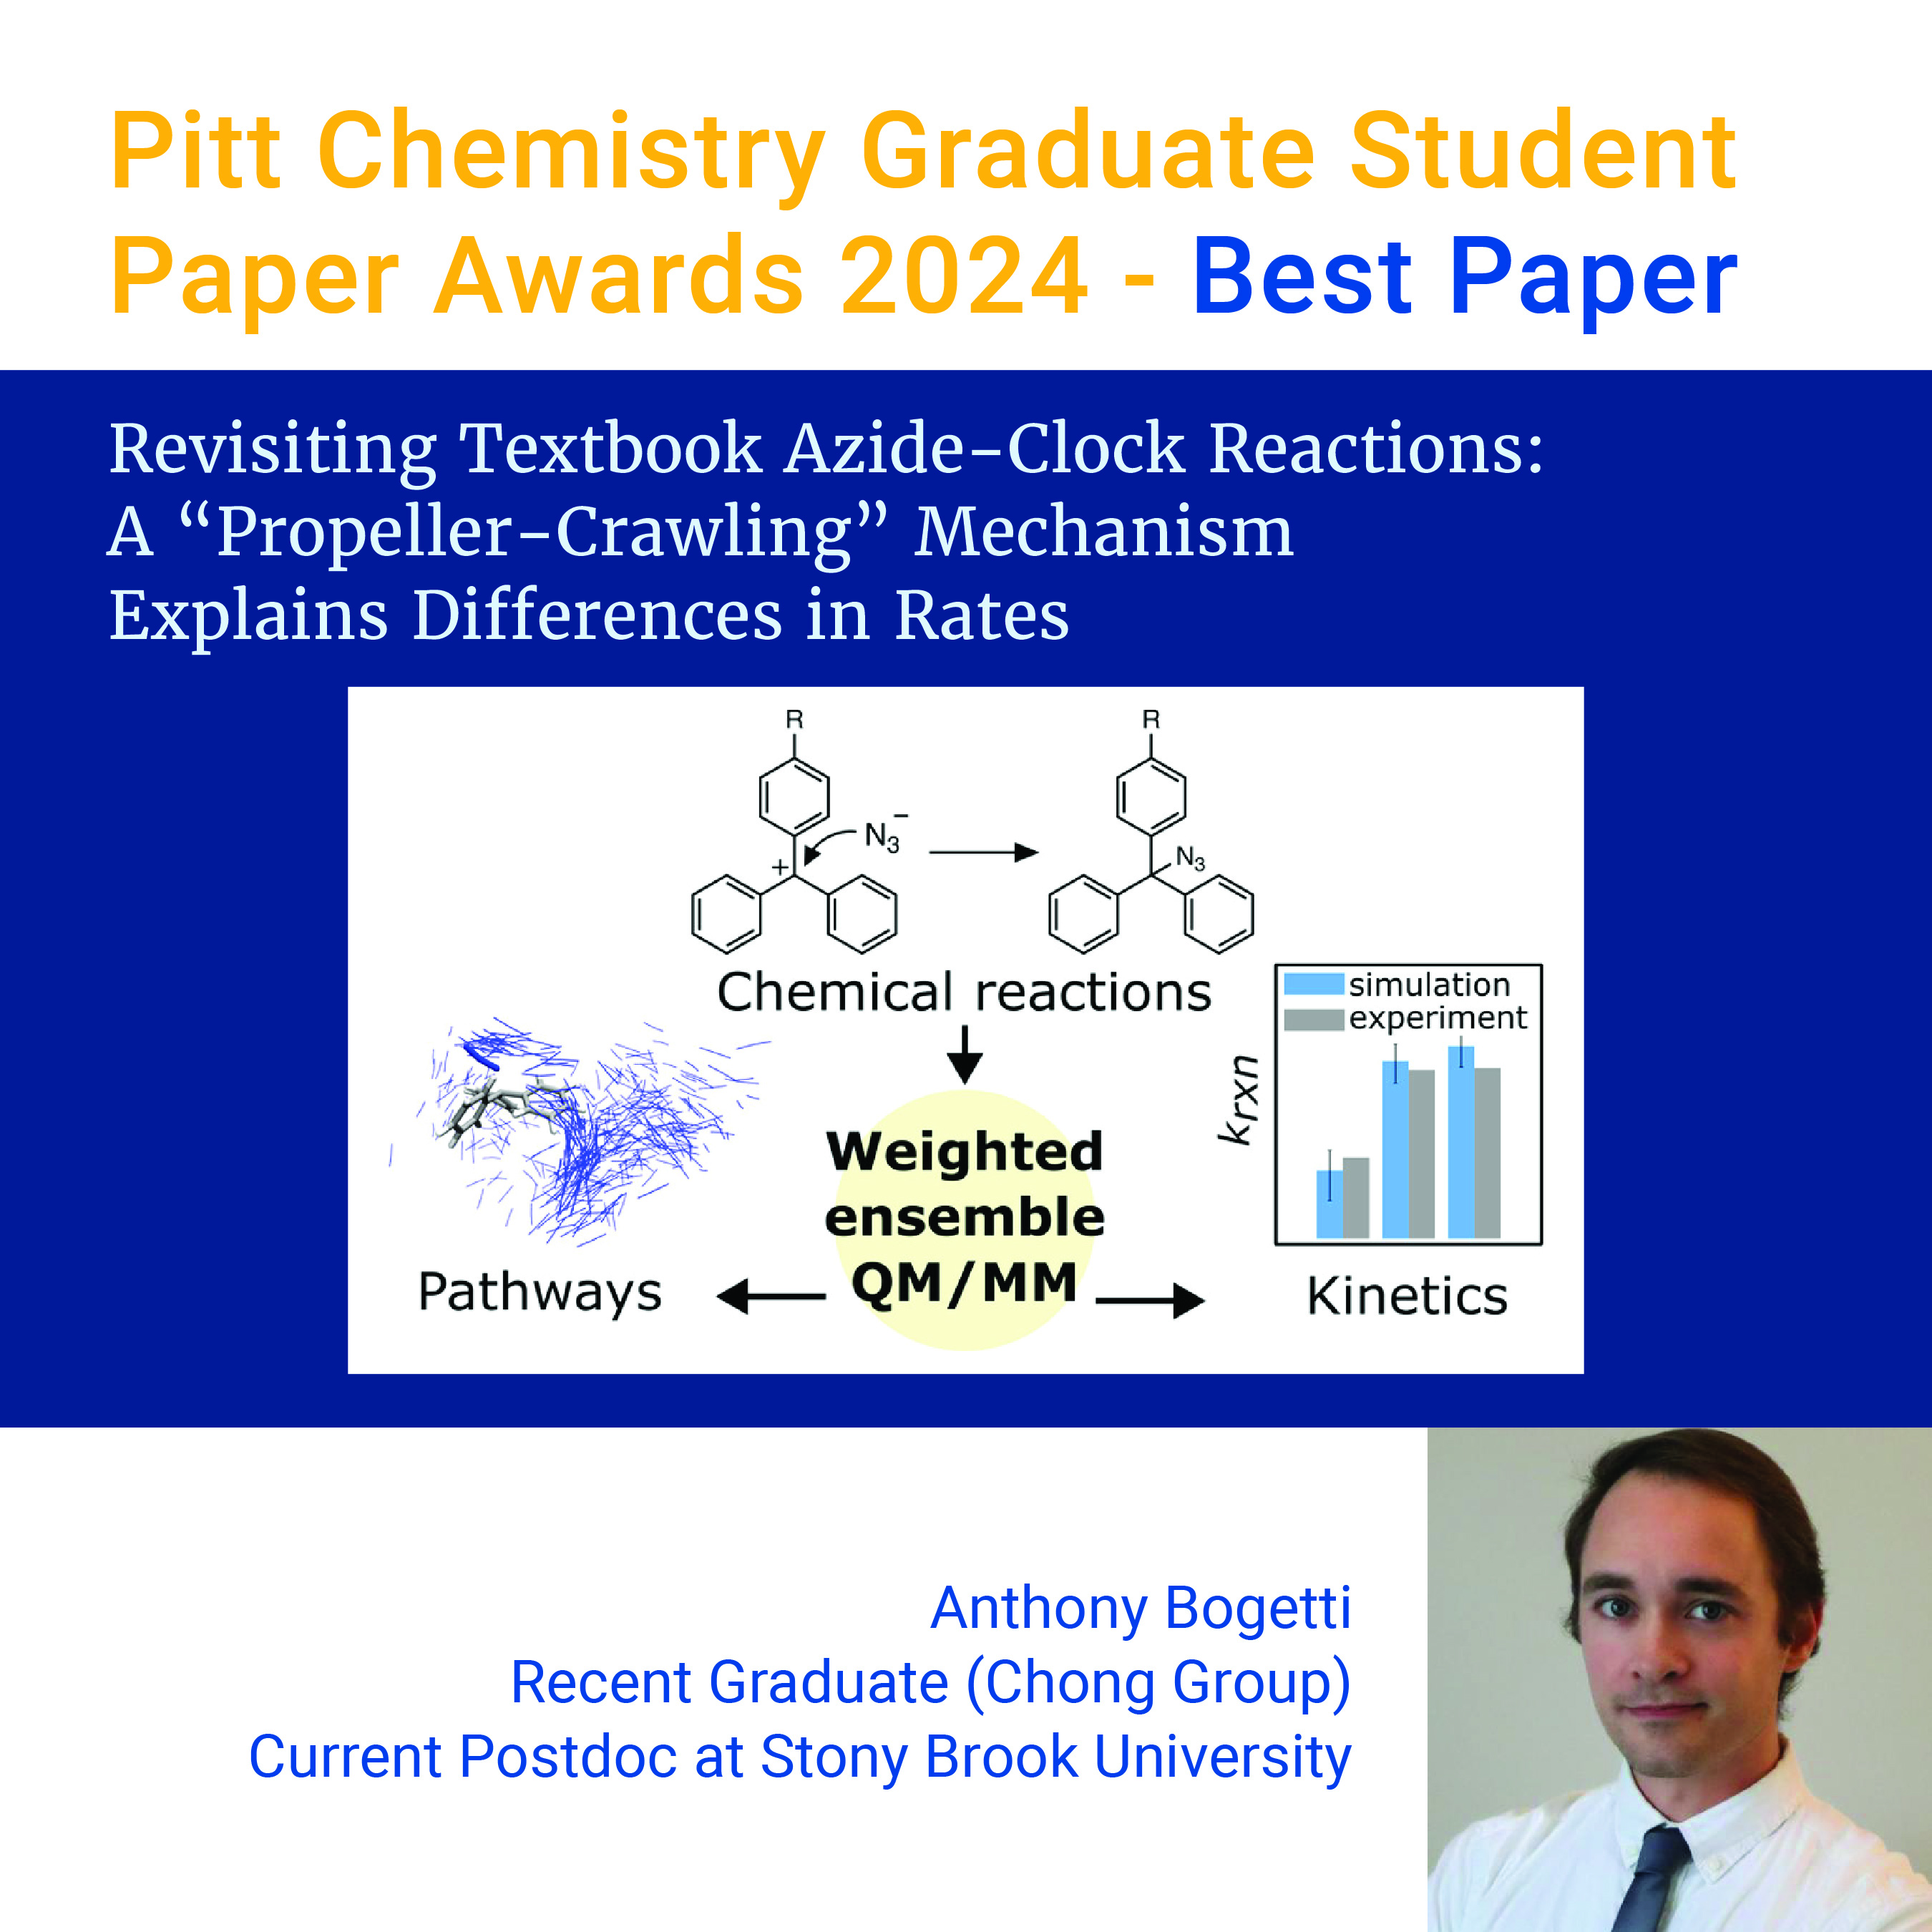 Pitt Chemistry Graduate Student
Paper Awards 2024 - Best Paper
Revisiting Textbook Azide-Clock Reactions:
A “Propeller-Crawling” Mechanism
Explains Differences in Rates
R
N3−
+
R
N3
Chemical reactions
simulation
experiment
krxn
Weighted
ensemble
QM/MM
Pathways
Kinetics
Anthony Bogetti
Recent Graduate (Chong Group)
Current Postdoc at Stony Brook University